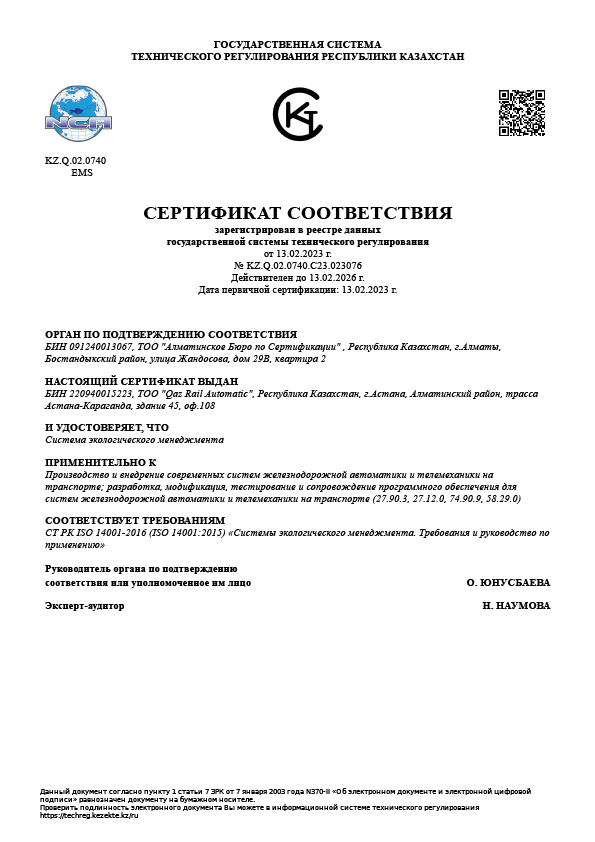 ГОСУДАРСТВЕННАЯ СИСТЕМА
ТЕХНИЧЕСКОГО РЕГУЛИРОВАНИЯ РЕСПУБЛИКИ КАЗАХСТАН
NCA
KZ.Q.02.0740
EMS
СЕРТИФИКАТ СООТВЕТСТВИЯ
зарегистрирован в реестре данных
государственной системы технического регулирования
от 13.02.2023 г.
№ KZ.Q.02.0740.C23.023076
Действителен до 13.02.2026 г.
Дата первичной сертификации: 13.02.2023 г.
ОРГАН ПО ПОДТВЕРЖДЕНИЮ СООТВЕТСТВИЯ
БИН 091240013067, ТОО "Алматинское Бюро по Сертификации" , Республика Казахстан, г.Алматы,
Бостандыкский район, улица Жандосова, дом 29В, квартира 2
НАСТОЯЩИЙ СЕРТИФИКАТ ВЫДАН
БИН 220940015223, ТОО "Qaz Rail Automatic", Республика Казахстан, г.Астана, Алматинский район, трасса
Астана-Караганда, здание 45, оф.108
И УДОСТОВЕРЯЕТ, ЧТО
Система экологического менеджмента
ПРИМЕНИТЕЛЬНО К
Производство и внедрение современных систем железнодорожной автоматики и телемеханики на
транспорте; разработка, модификация, тестирование и сопровождение программного обеспечения для
систем железнодорожной автоматики и телемеханики на транспорте (27.90.3, 27.12.0, 74.90.9, 58.29.0)
СООТВЕТСТВУЕТ ТРЕБОВАНИЯМ
СТ РК ISO 14001-2016 (ISO 14001:2015) «Системы экологического менеджмента. Требования и руководство по
применению»
Руководитель органа по подтверждению
соответствия или уполномоченное им лицо О. ЮНУСБАЕВА
Эксперт-аудитор Н. НАУМОВА
Данный документ согласно пункту 1 статьи 7 ЗРК от 7 января 2003 года N370-II «Об электронном документе и электронной цифровой
подписи» равнозначен документу на бумажном носителе.
Проверить подлинность электронного документа Вы можете в информационной системе технического регулирования
https://techreg.kezekte.kz/ru